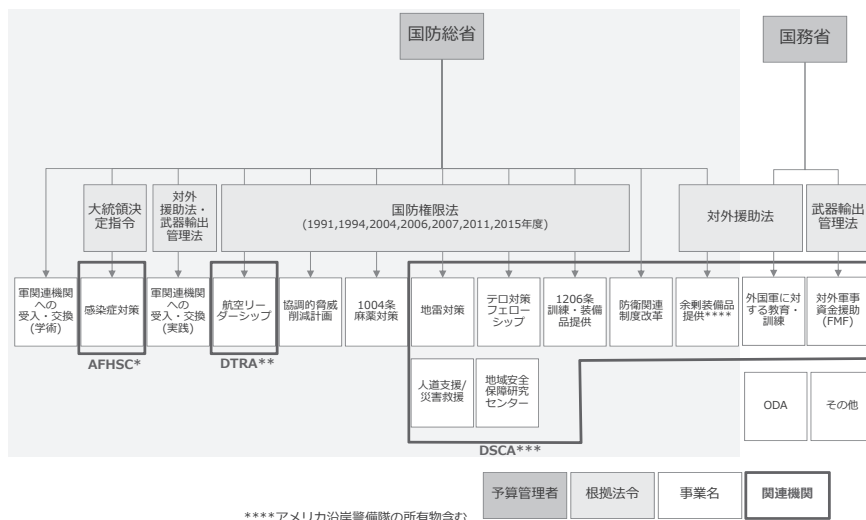 国防総省
国務省
大統領決
定指令
対外
援助法・
武器輸出
管理法
国防権限法
(1991,1994,2004,2006,2007,2011,2015年度)
対外援助法
武器輸出
管理法
軍関連機関
への
受入・交換
(学術)
感染症対策
軍関連機関
への
受入・交換
(実践)
航空リー
ダーシップ
協調的脅威
削減計画
1004条
麻薬対策
地雷対策
テロ対策
フェロー
シップ
1206条
訓練・装備
品提供
防衛関連
制度改革
余剰装備品
提供****
外国軍に対
する教育・
訓練
対外軍事
資金援助
(FMF)
AFHSC*
DTRA**
人道支援/
災害救援
地域安全
保障研究
センター
ODA
その他
DSCA***
予算管理者
根拠法令
事業名
関連機関
****アメリカ沿岸警備隊の所有物含む